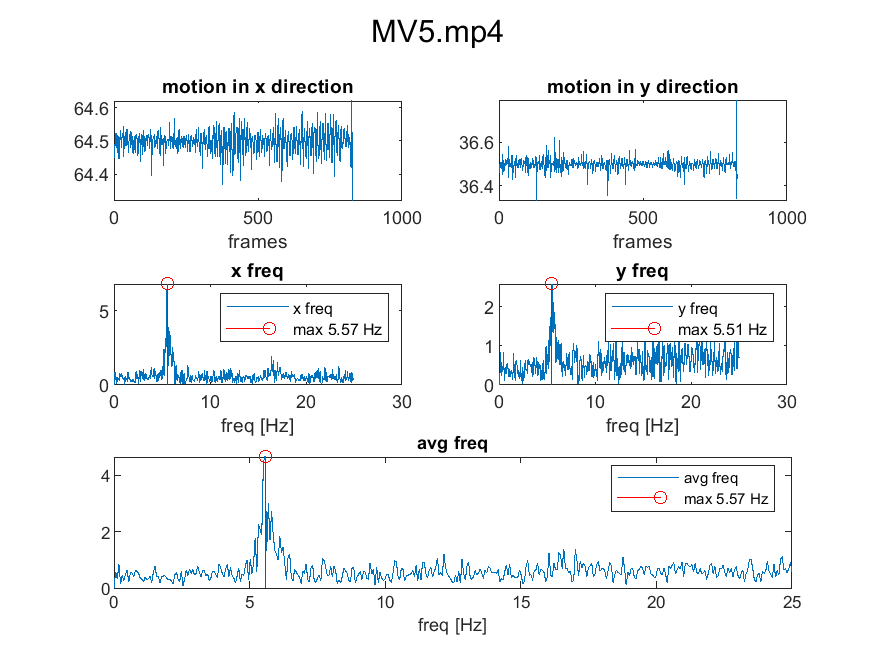 MV5.mp4
motion in x direction
64.6
64.5
64.4
0
500
1000
frames
motion in y direction
36.6
36.4
0
500
1000
frames
x freq
5
0
0
10
20
30
freq [Hz]
x freq
max 5.57 Hz
y freq
2
1
0
0
10
20
30
freq [Hz]
y freq
max 5.51 Hz
avg freq
4
2
0
0
5
10
15
20
25
freq [Hz]
avg freq
max 5.57 Hz